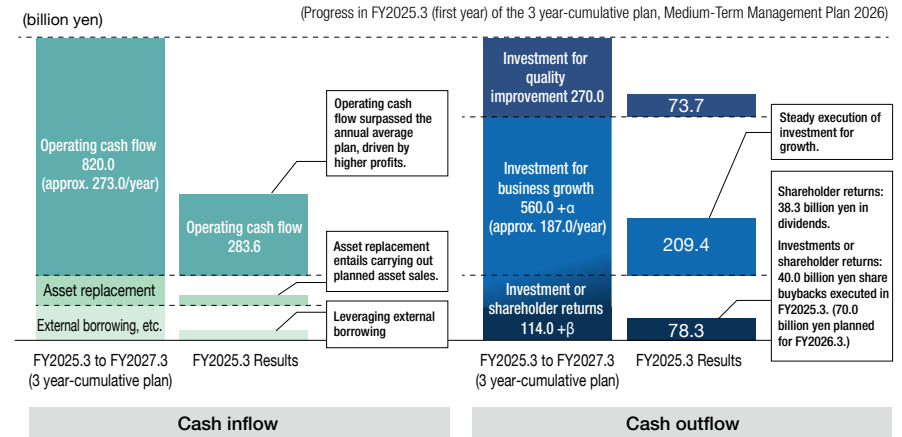 (Progress in FY2025.3 (first year) of the 3 year-cumulative plan, Medium-Term Management Plan 2026)
(billion yen)
Operating cash flow
820.0
(approx. 273.0/year)
Asset replacement
External borrowing, etc.
FY2025.3 to FY2027.3
(3 year-cumulative plan)
Operating cash flow
283.6
FY2025.3 Results
Operating cash
flow surpassed the
annual average
plan, driven by
higher profits.
Asset replacement
entails carrying out
planned asset sales.
Leveraging external
borrowing
Cash inflow
Investment for
quality
improvement 270.0
Investment for
business growth
560.0 +α
(approx. 187.0/year)
Investment or
shareholder returns
114.0 +β
FY2025.3 to FY2027.3
(3 year-cumulative plan)
73.7
209.4
78.3
FY2025.3 Results
Steady execution of
investment for
growth.
Shareholder returns:
38.3 billion yen in
dividends.
Investments or
shareholder returns:
40.0 billion yen share
buybacks executed in
FY2025.3. (70.0
billion yen planned
for FY2026.3.)
Cash outflow